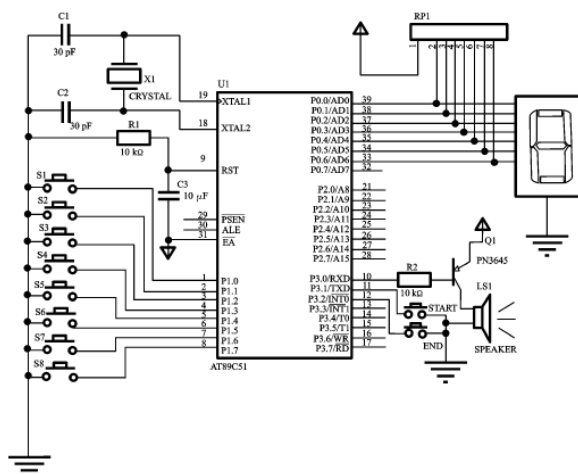 C1
30 pF
X1
CRYSTAL
C2
30 pF
R1
10 kΩ
C3
10 μF
S1
S2
S3
S4
S5
S6
S7
S8
U1
19 XTAL1
18 XTAL2
9 RST
29 PSEN
30 ALE
31 EA
1 P1.0
2 P1.1
3 P1.2
4 P1.3
5 P1.4
6 P1.5
7 P1.6
8 P1.7
P0.0/AD0 39
P0.1/AD1 38
P0.2/AD2 37
P0.3/AD3 36
P0.4/AD4 35
P0.5/AD5 34
P0.6/AD6 33
P0.7/AD7 32
P2.0/A8 21
P2.1/A9 22
P2.2/A10 23
P2.3/A11 24
P2.4/A12 25
P2.5/A13 26
P2.6/A14 27
P2.7/A15 28
P3.0/RXD 10
P3.1/TXD 11
P3.2/INT0 12
P3.3/INT1 13
P3.4/T0 14
P3.5/T1 15
P3.6/WR 16
P3.7/RD 17
AT89C51
RP1
1 2 3 4 5 6 7 8
R2
10 kΩ
Q1
PN3645
LS1
SPEAKER
START
END